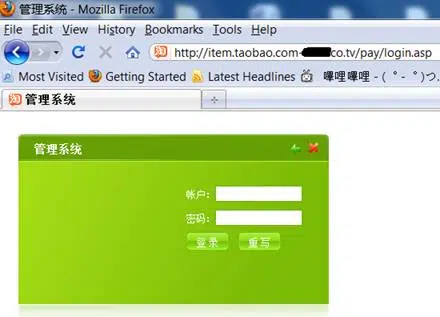 管理系统 - Mozilla Firefox
File Edit View History Bookmarks Tools Help
http://item.taobao.com- co.tv/pay/login.asp
Most Visited Getting Started Latest Headlines 嗶哩嗶哩 - ( ゜- ゜)つ
淘 管理系统
管理系统
帐户:
密码:
登录 重写